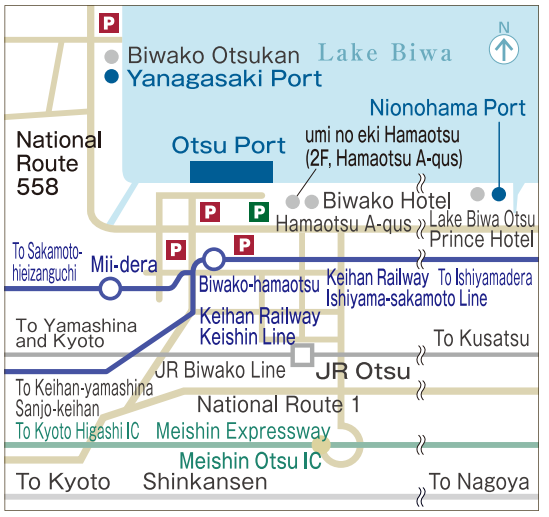 P
N
Biwako Otsukan
Lake Biwa
Yanagasaki Port
Nionohama Port
National
Route
558
Otsu Port
umi no eki Hamaotsu
(2F, Hamaotsu A-qus)
P
P
Biwako Hotel
Hamaotsu A-qus
Lake Biwa Otsu
Prince Hotel
P
P
To Sakamoto-
hieizanguchi
Mii-dera
Biwako-hamaotsu
Keihan Railway
Ishiyama-sakamoto Line
To Ishiyamadera
Keihan Railway
Keishin Line
To Yamashina
and Kyoto
To Kusatsu
JR Biwako Line
JR Otsu
To Keihan-yamashina
Sanjo-keihan
National Route 1
To Kyoto Higashi IC
Meishin Expressway
Meishin Otsu IC
To Kyoto
Shinkansen
To Nagoya